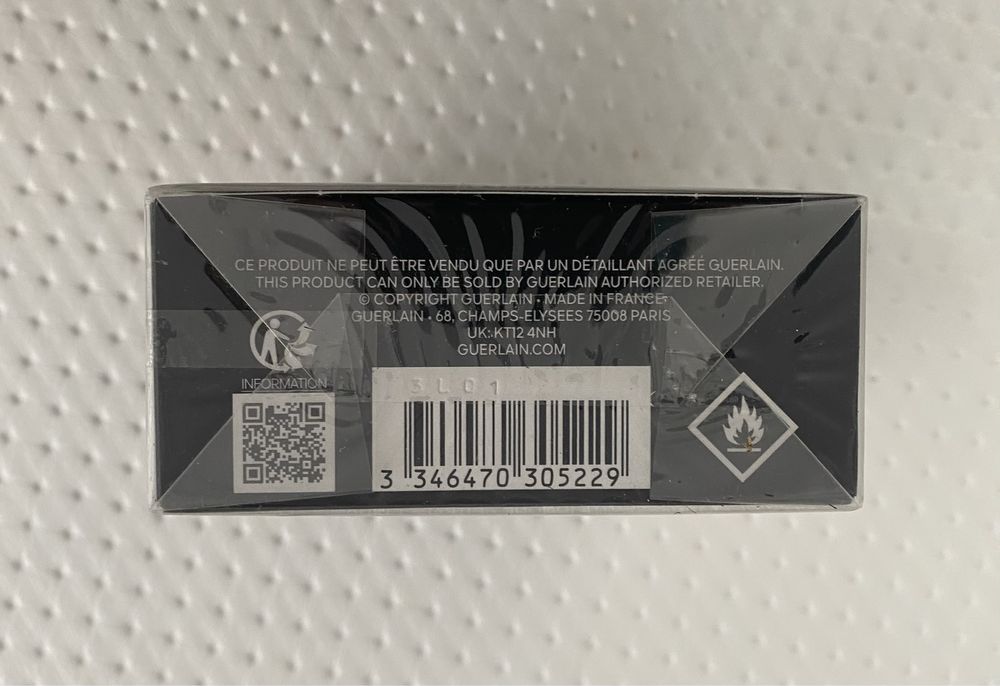 CE PRODUIT NE PEUT ÊTRE VENDU QUE PAR UN DÉTAILLANT AGRÉÉ GUERLAIN.
THIS PRODUCT CAN ONLY BE SOLD BY GUERLAIN AUTHORIZED RETAILER.
© COPYRIGHT GUERLAIN • MADE IN FRANCE
GUERLAIN • 68, CHAMPS-ELYSEES 75008 PARIS
UK: KT12 4NH
GUERLAIN.COM
INFORMATION
3L01
3 346470 305229